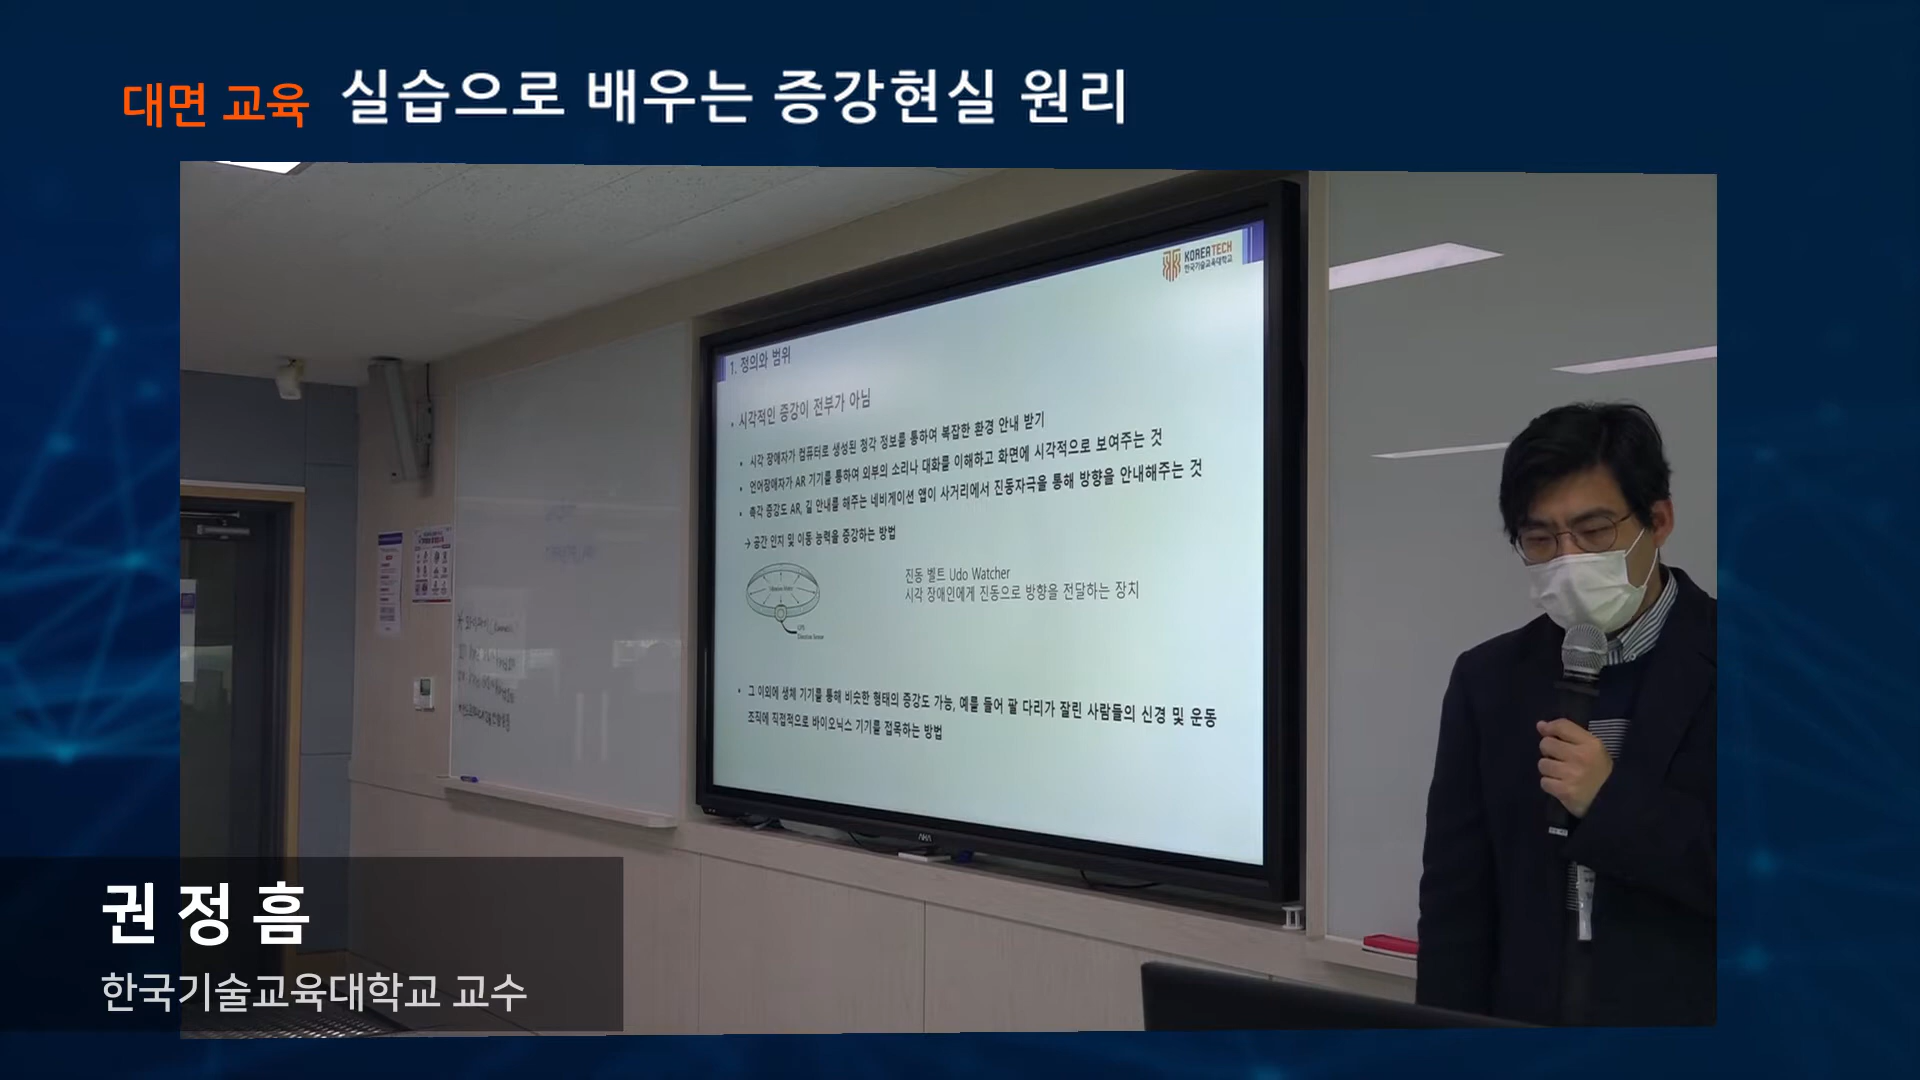 대면 교육 실습으로 배우는 증강현실 원리
KOREATECH
한국기술교육대학교
1. 정의와 범위
시각적인 증강이 전부가 아님
• 시각 장애자가 컴퓨터로 생성된 청각 정보를 통하여 복잡한 환경 안내 받기
• 언어장애자가 AR 기기를 통하여 외부의 소리나 대화를 이해하고 화면에 시각적으로 보여주는 것
• 촉각 증강도 AR, 길 안내를 해주는 네비게이션 앱이 사거리에서 진동자극을 통해 방향을 안내해주는 것
→ 공간 인지 및 이동 능력을 증강하는 방법
진동 벨트 Udo Watcher
시각 장애인에게 진동으로 방향을 전달하는 장치
GPS
Direction Sensor
• 그 이외에 생체 기기를 통해 비슷한 형태의 증강도 가능, 예를 들어 팔 다리가 잘린 사람들의 신경 및 운동
조직에 직접적으로 바이오닉스 기기를 접목하는 방법
AHA
권정흠
한국기술교육대학교 교수